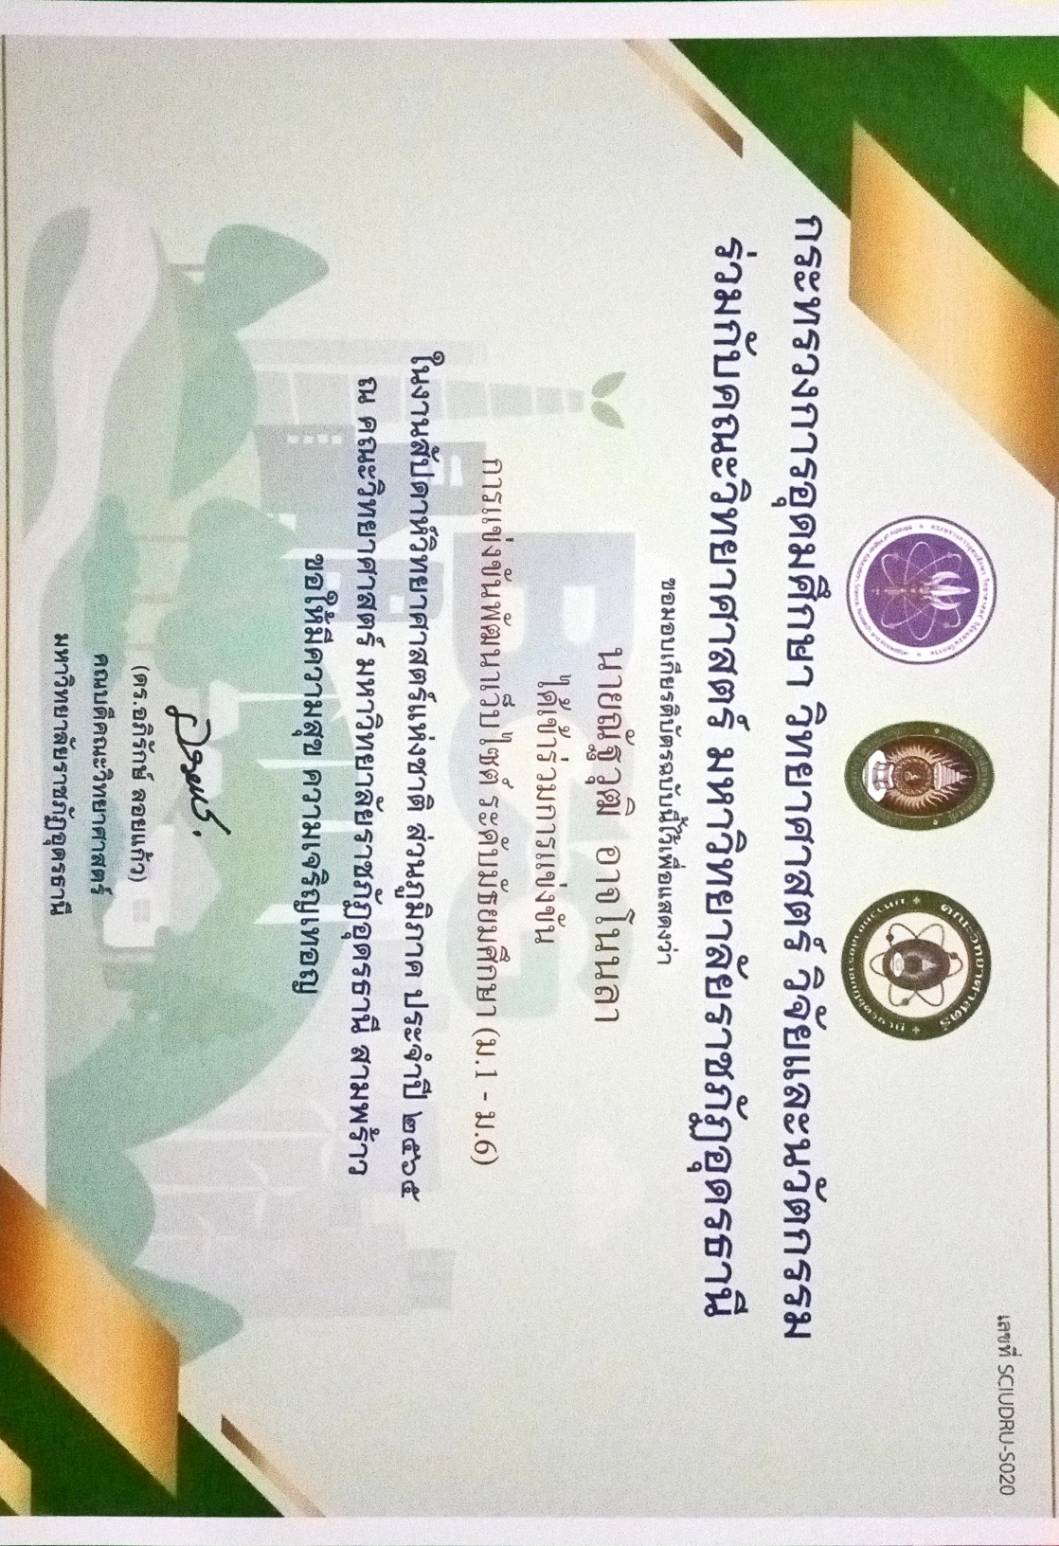 เลขที่ SCIUDRU-S020
กระทรวงการอุดมศึกษา วิทยาศาสตร์ วิจัยและนวัตกรรม
ร่วมกับคณะวิทยาศาสตร์ มหาวิทยาลัยราชภัฏอุดรธานี
ขอมอบเกียรติบัตรฉบับนี้ไว้เพื่อแสดงว่า
นายณัฐวุฒิ อาจโนนลา
ได้เข้าร่วมการแข่งขัน
การแข่งขันพัฒนาเว็บไซต์ ระดับมัธยมศึกษา (ม.1 - ม.6)
ในงานสัปดาห์วิทยาศาสตร์แห่งชาติ ส่วนภูมิภาค ประจำปี ๒๕๖๕
ณ คณะวิทยาศาสตร์ มหาวิทยาลัยราชภัฏอุดรธานี สามพร้าว
ขอให้มีความสุข ความเจริญเทอญ
(ดร.อภิรักษ์ ลอยแก้ว)
คณบดีคณะวิทยาศาสตร์
มหาวิทยาลัยราชภัฏอุดรธานี